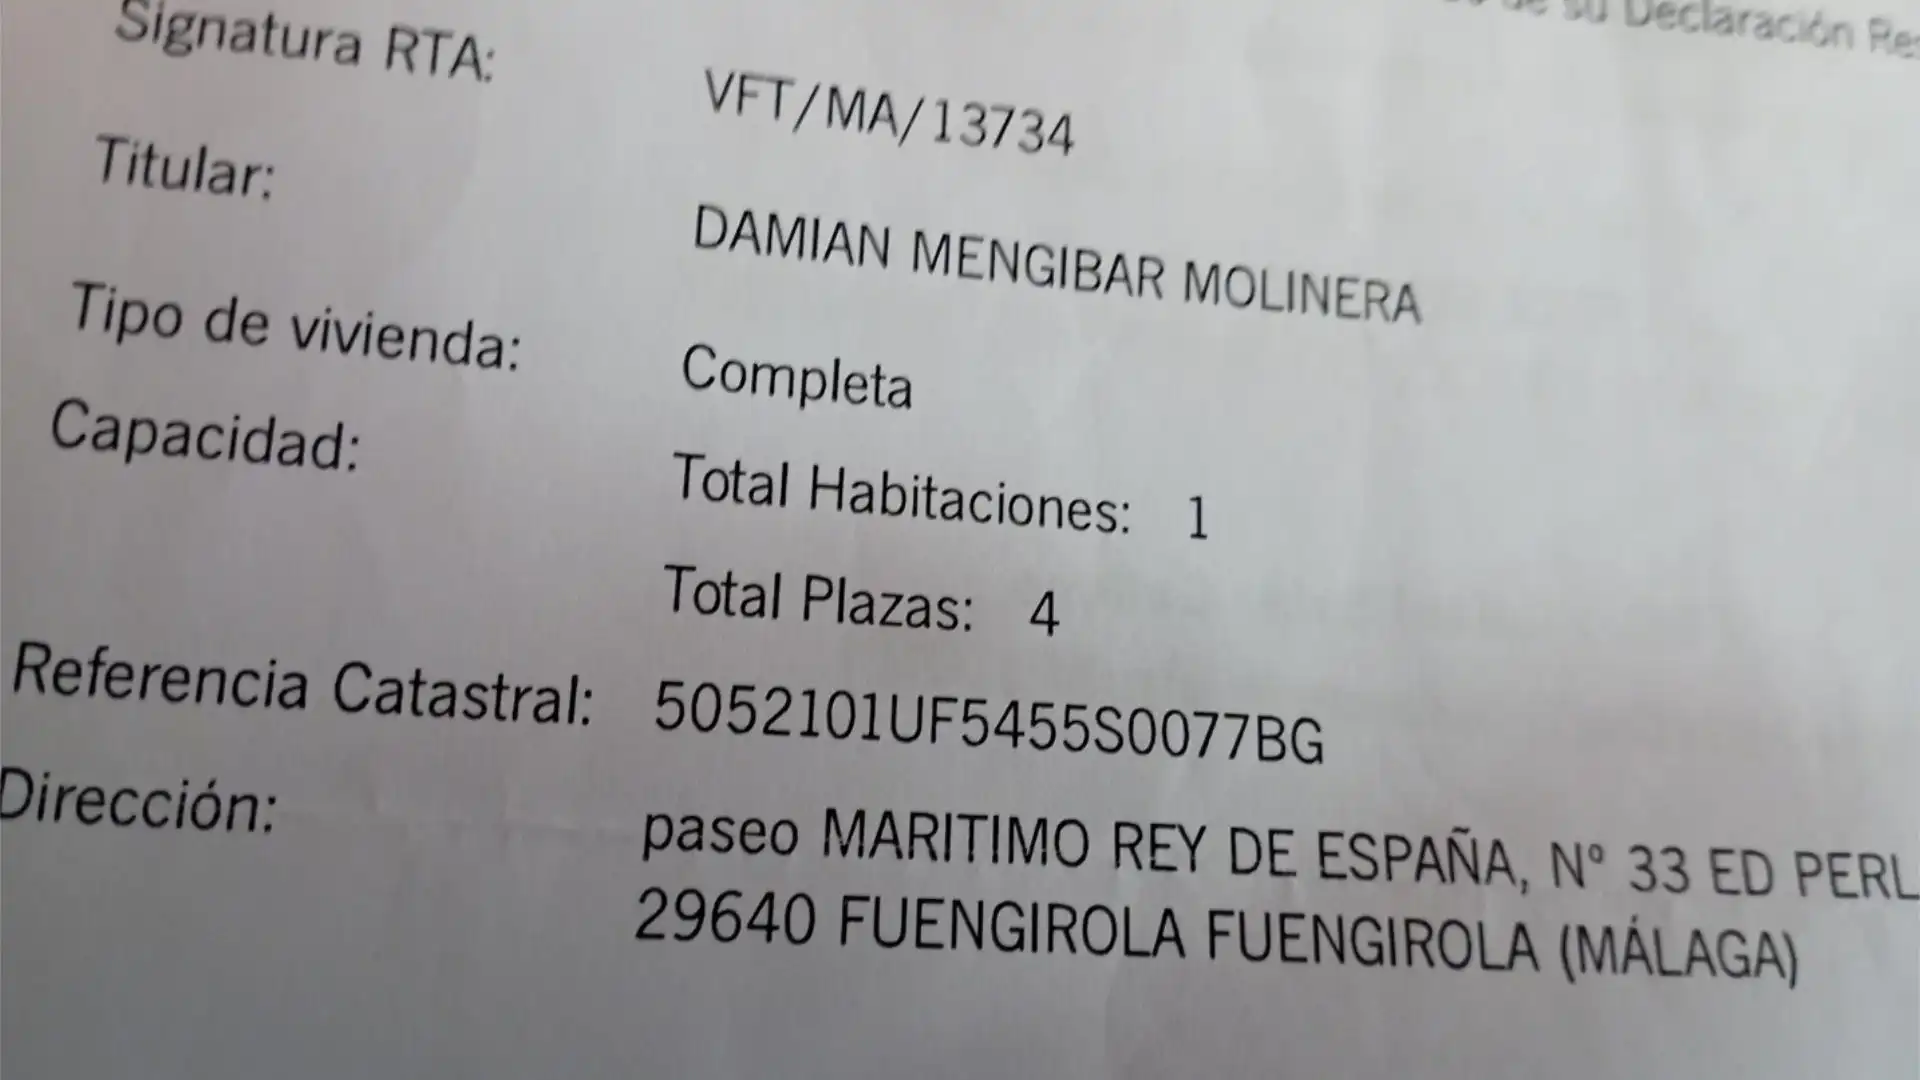 su Declaración
Signatura RTA: VFT/MA/13734
Titular: DAMIAN MENGIBAR MOLINERA
Tipo de vivienda: Completa
Capacidad: Total Habitaciones: 1
Total Plazas: 4
Referencia Catastral: 5052101UF5455S0077BG
Dirección: paseo MARITIMO REY DE ESPAÑA, Nº 33 ED PERL
29640 FUENGIROLA FUENGIROLA (MÁLAGA)